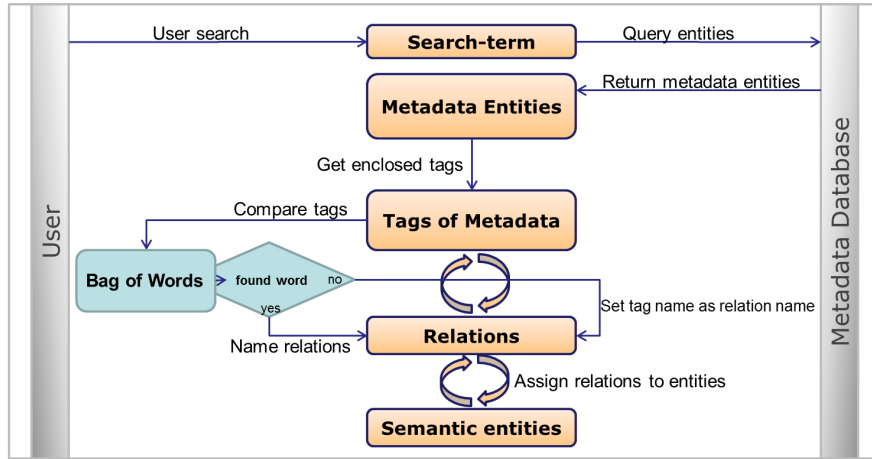 User search
Search-term
Query entities
Return metadata entities
Metadata Entities
Get enclosed tags
Tags of Metadata
Compare tags
Bag of Words
found word
no
yes
Set tag name as relation name
Name relations
Relations
Assign relations to entities
Semantic entities
User
Metadata Database